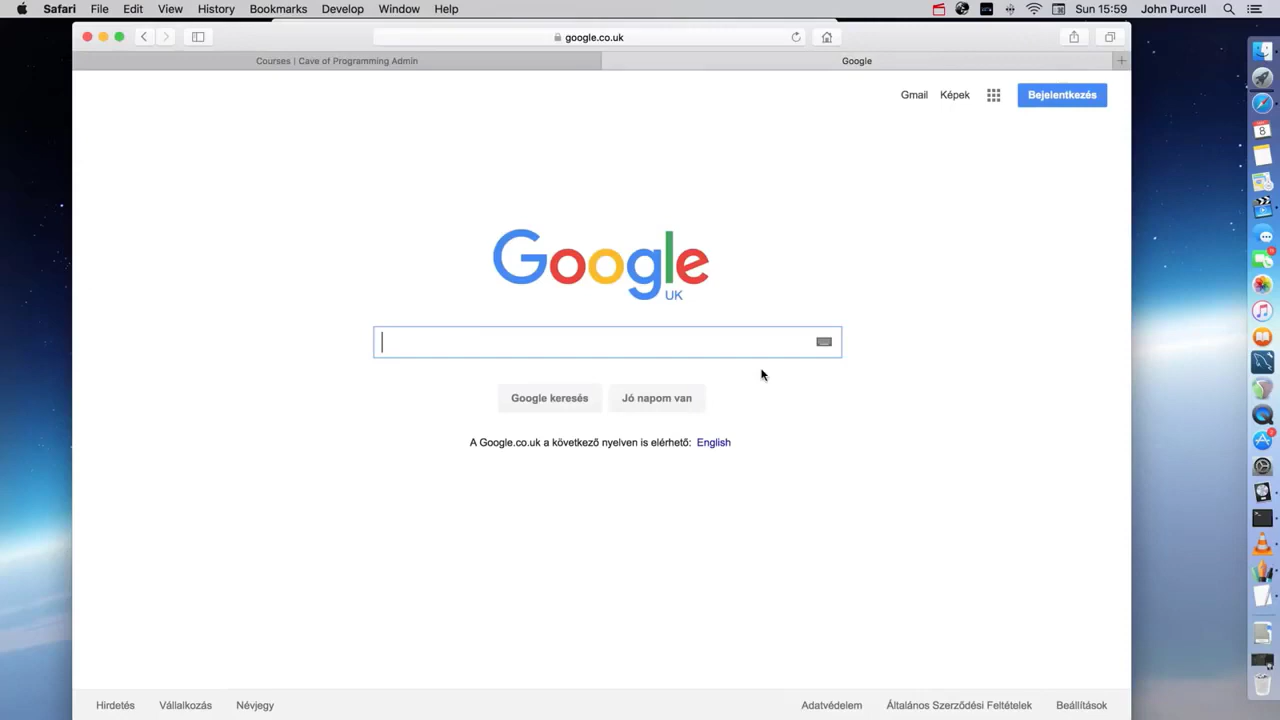 Safari File Edit View History Bookmarks Develop Window Help Sun 15:59 John Purcell
google.co.uk
Courses | Cave of Programming Admin Google
Gmail Képek Bejelentkezés
Google
UK
Google keresés Jó napom van
A Google.co.uk a következő nyelven is elérhető: English
Hirdetés Vállalkozás Névjegy Adatvédelem Általános Szerződési Feltételek Beállítások